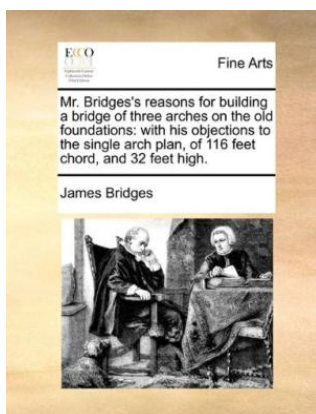 ECCO
Fine Arts
Mr. Bridges's reasons for building
a bridge of three arches on the old
foundations: with his objections to
the single arch plan, of 116 feet
chord, and 32 feet high.
James Bridges